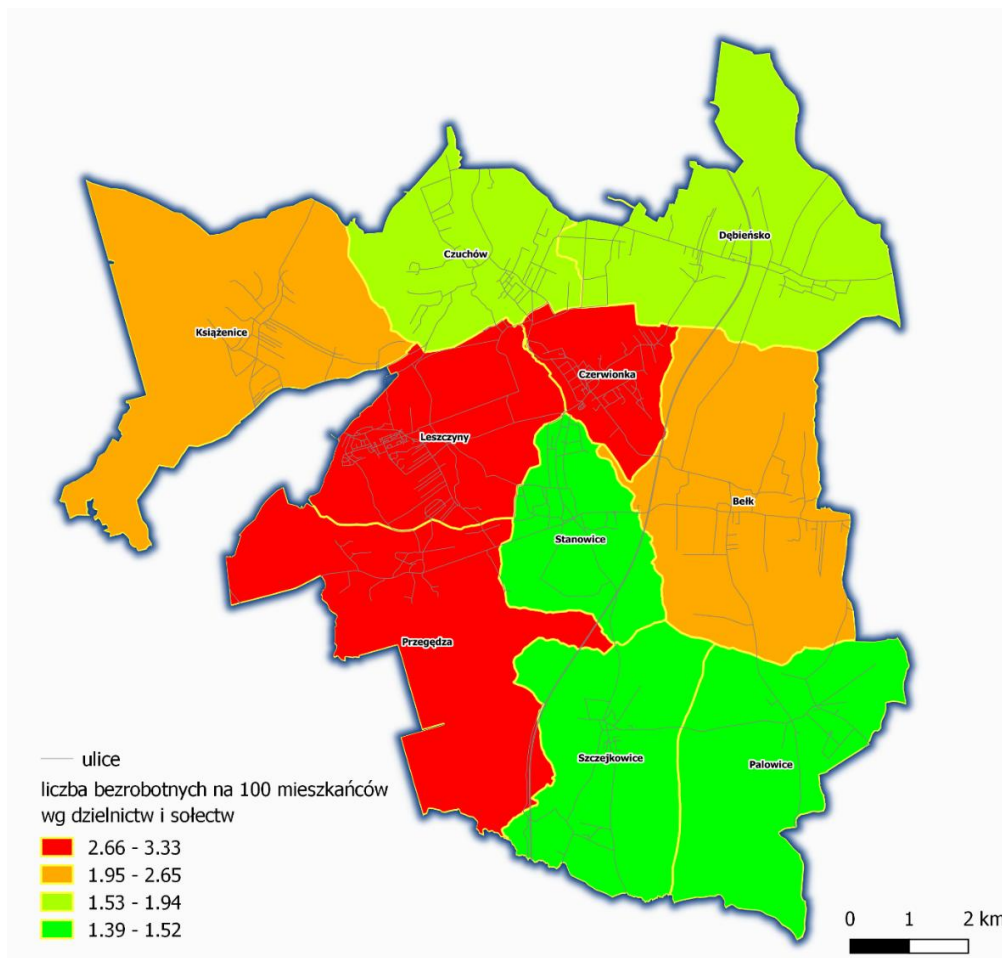 Dębieńsko
Czuchów
Książenice
Czerwionka
Leszczyny
Bełk
Stanowice
Przegędza
Szczejkowice
Palowice
ulice
liczba bezrobotnych na 100 mieszkańców
wg dzielnictw i sołectw
2.66 - 3.33
1.95 - 2.65
1.53 - 1.94
1.39 - 1.52
0 1 2 km